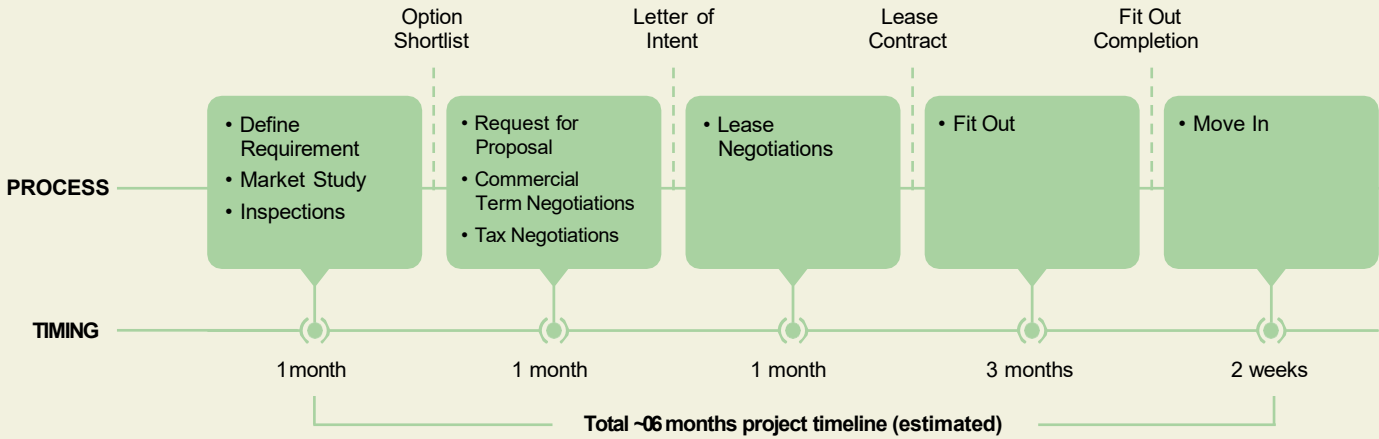 Option
Shortlist
Letter of
Intent
Lease
Contract
Fit Out
Completion
PROCESS
• Define
Requirement
• Market Study
• Inspections
• Request for
Proposal
• Commercial
Term Negotiations
• Tax Negotiations
• Lease
Negotiations
• Fit Out
• Move In
TIMING
1month
1 month
1 month
3 months
2 weeks
Total ~06 months project timeline (estimated)